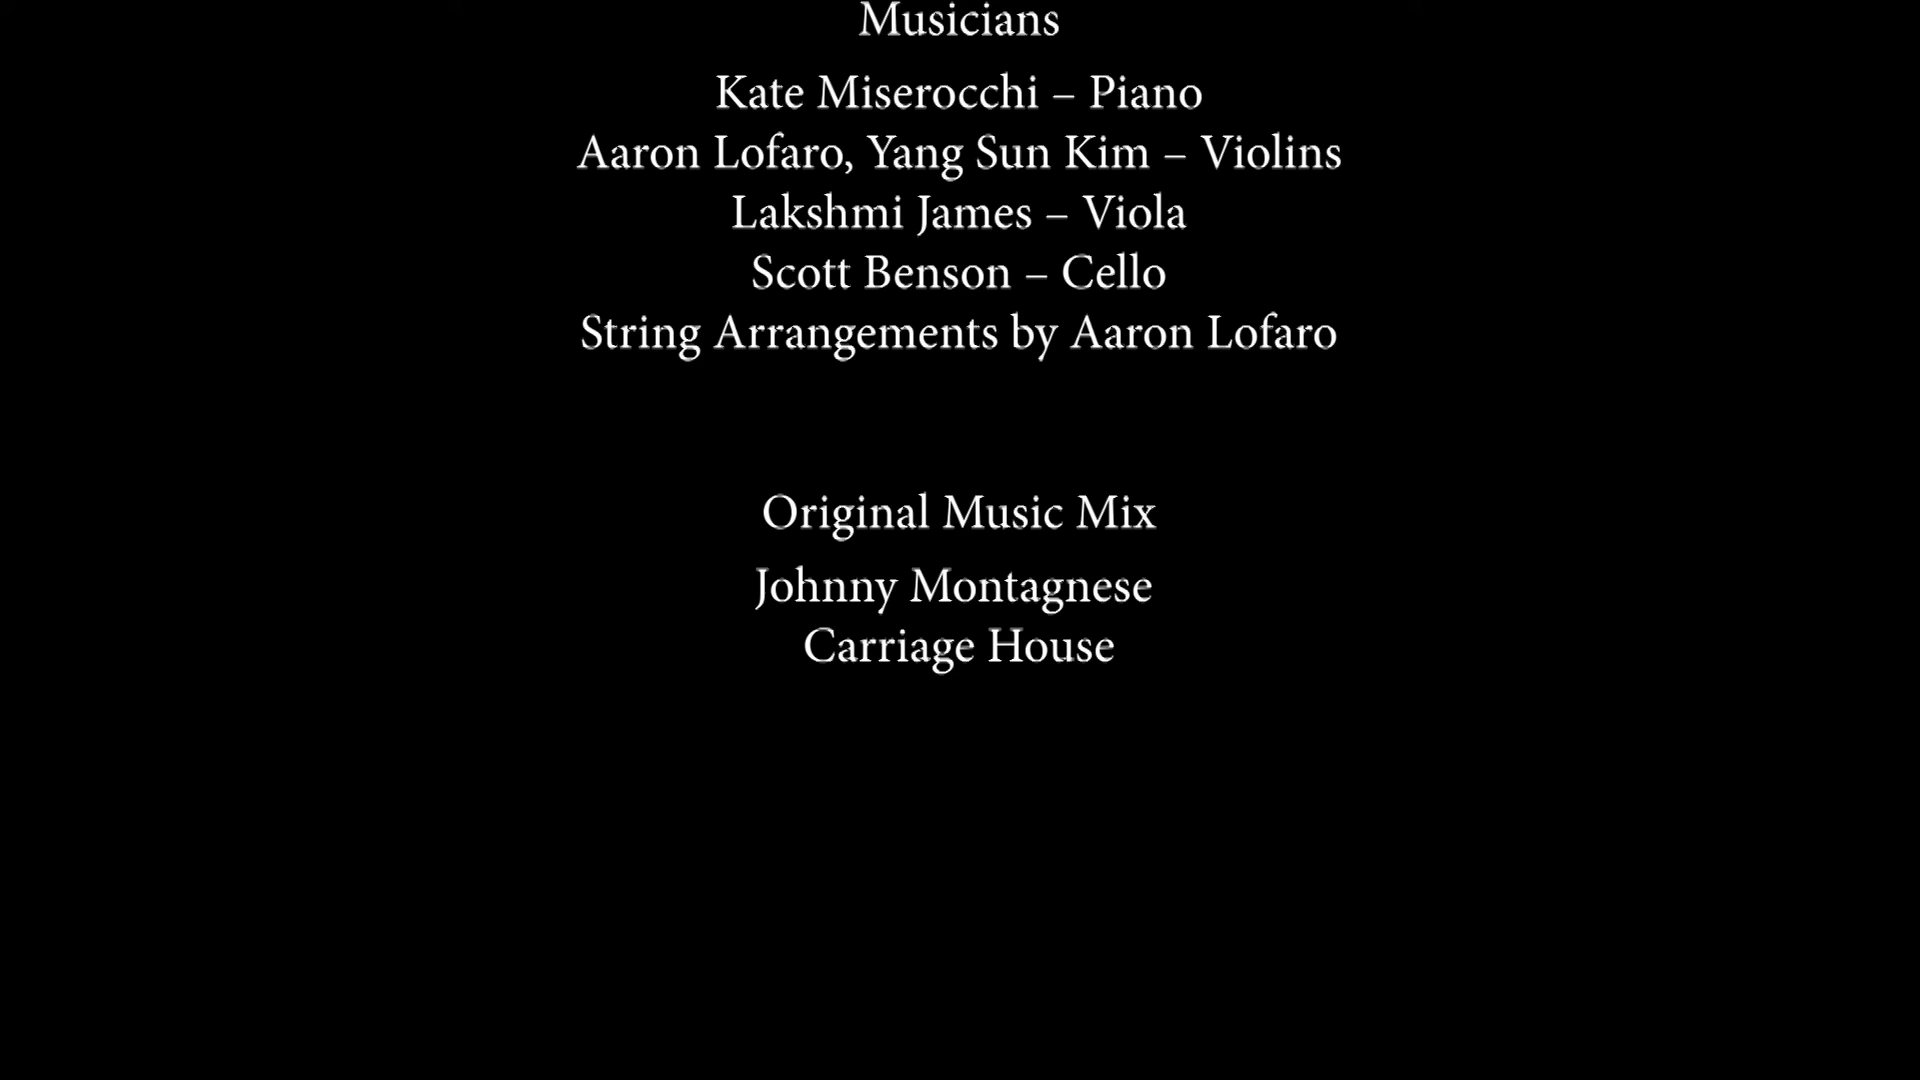 Musicians
Kate Miserocchi – Piano
Aaron Lofaro, Yang Sun Kim – Violins
Lakshmi James – Viola
Scott Benson – Cello
String Arrangements by Aaron Lofaro
Original Music Mix
Johnny Montagnese
Carriage House